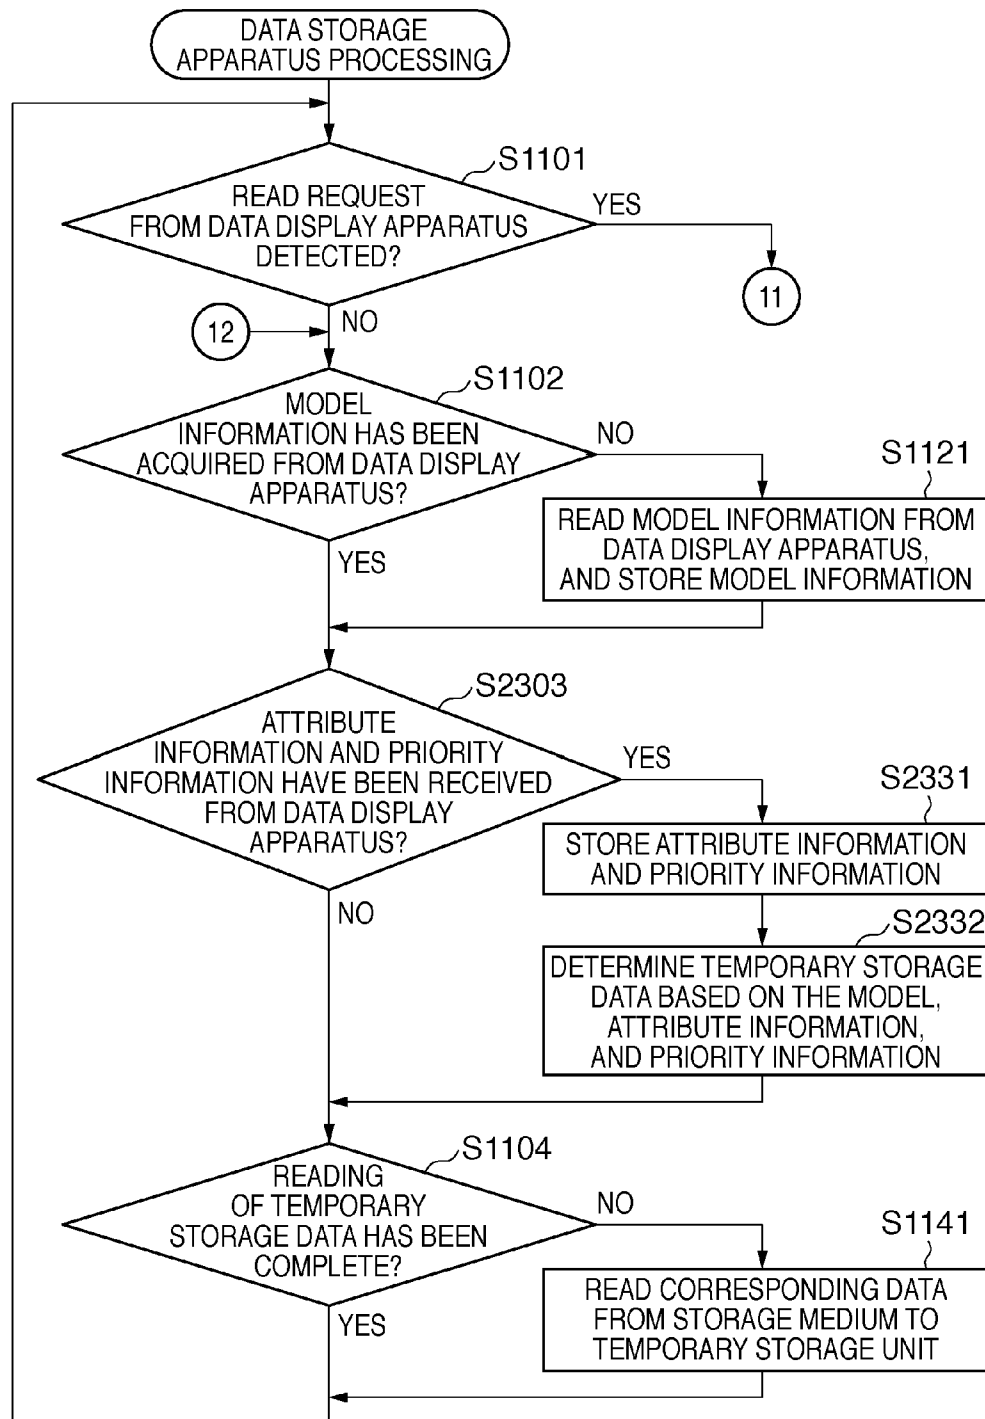 DATA STORAGE
APPARATUS PROCESSING
S1101
READ REQUEST
FROM DATA DISPLAY APPARATUS
DETECTED?
YES
11
NO
12
S1102
MODEL
INFORMATION HAS BEEN
ACQUIRED FROM DATA DISPLAY
APPARATUS?
NO
YES
S1121
READ MODEL INFORMATION FROM
DATA DISPLAY APPARATUS,
AND STORE MODEL INFORMATION
S2303
ATTRIBUTE
INFORMATION AND PRIORITY
INFORMATION HAVE BEEN RECEIVED
FROM DATA DISPLAY
APPARATUS?
YES
NO
S2331
STORE ATTRIBUTE INFORMATION
AND PRIORITY INFORMATION
S2332
DETERMINE TEMPORARY STORAGE
DATA BASED ON THE MODEL,
ATTRIBUTE INFORMATION,
AND PRIORITY INFORMATION
S1104
READING
OF TEMPORARY
STORAGE DATA HAS BEEN
COMPLETE?
NO
YES
S1141
READ CORRESPONDING DATA
FROM STORAGE MEDIUM TO
TEMPORARY STORAGE UNIT